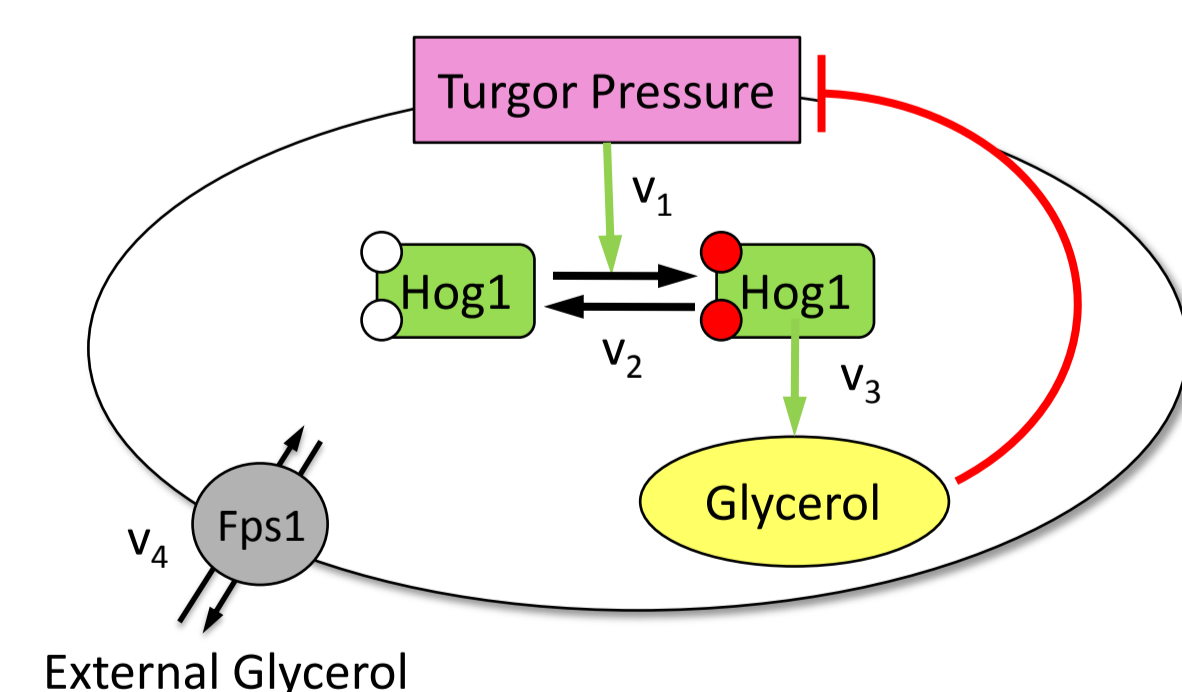 Turgor Pressure
v1
Hog1
Hog1
v2
v3
Glycerol
Fps1
v4
External Glycerol